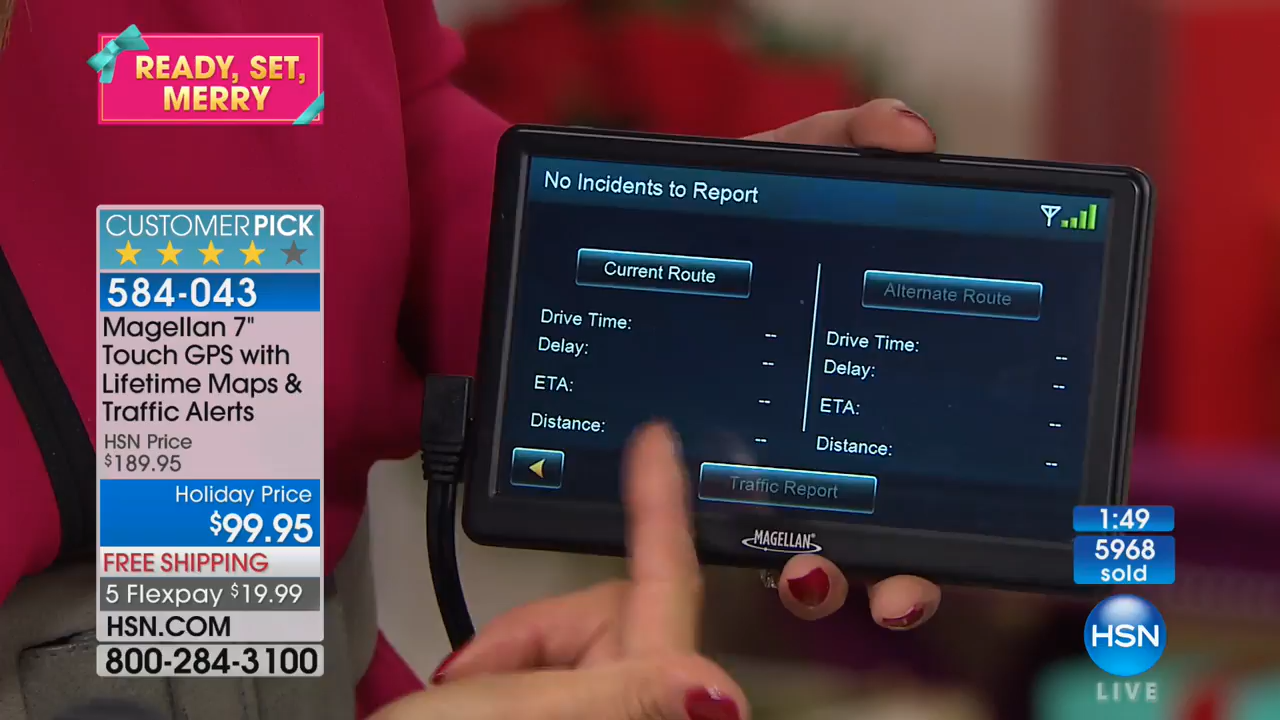 READY, SET,
MERRY
CUSTOMER PICK
584-043
Magellan 7"
Touch GPS with
Lifetime Maps &
Traffic Alerts
HSN Price
$189.95
Holiday Price
$99.95
FREE SHIPPING
5 Flexpay $19.99
HSN.COM
800-284-3100
No Incidents to Report
Current Route
Alternate Route
Drive Time: --
Delay: --
ETA: --
Distance: --
Drive Time: --
Delay: --
ETA: --
Distance: --
Traffic Report
MAGELLAN®
1:49
5968
sold
HSN
LIVE